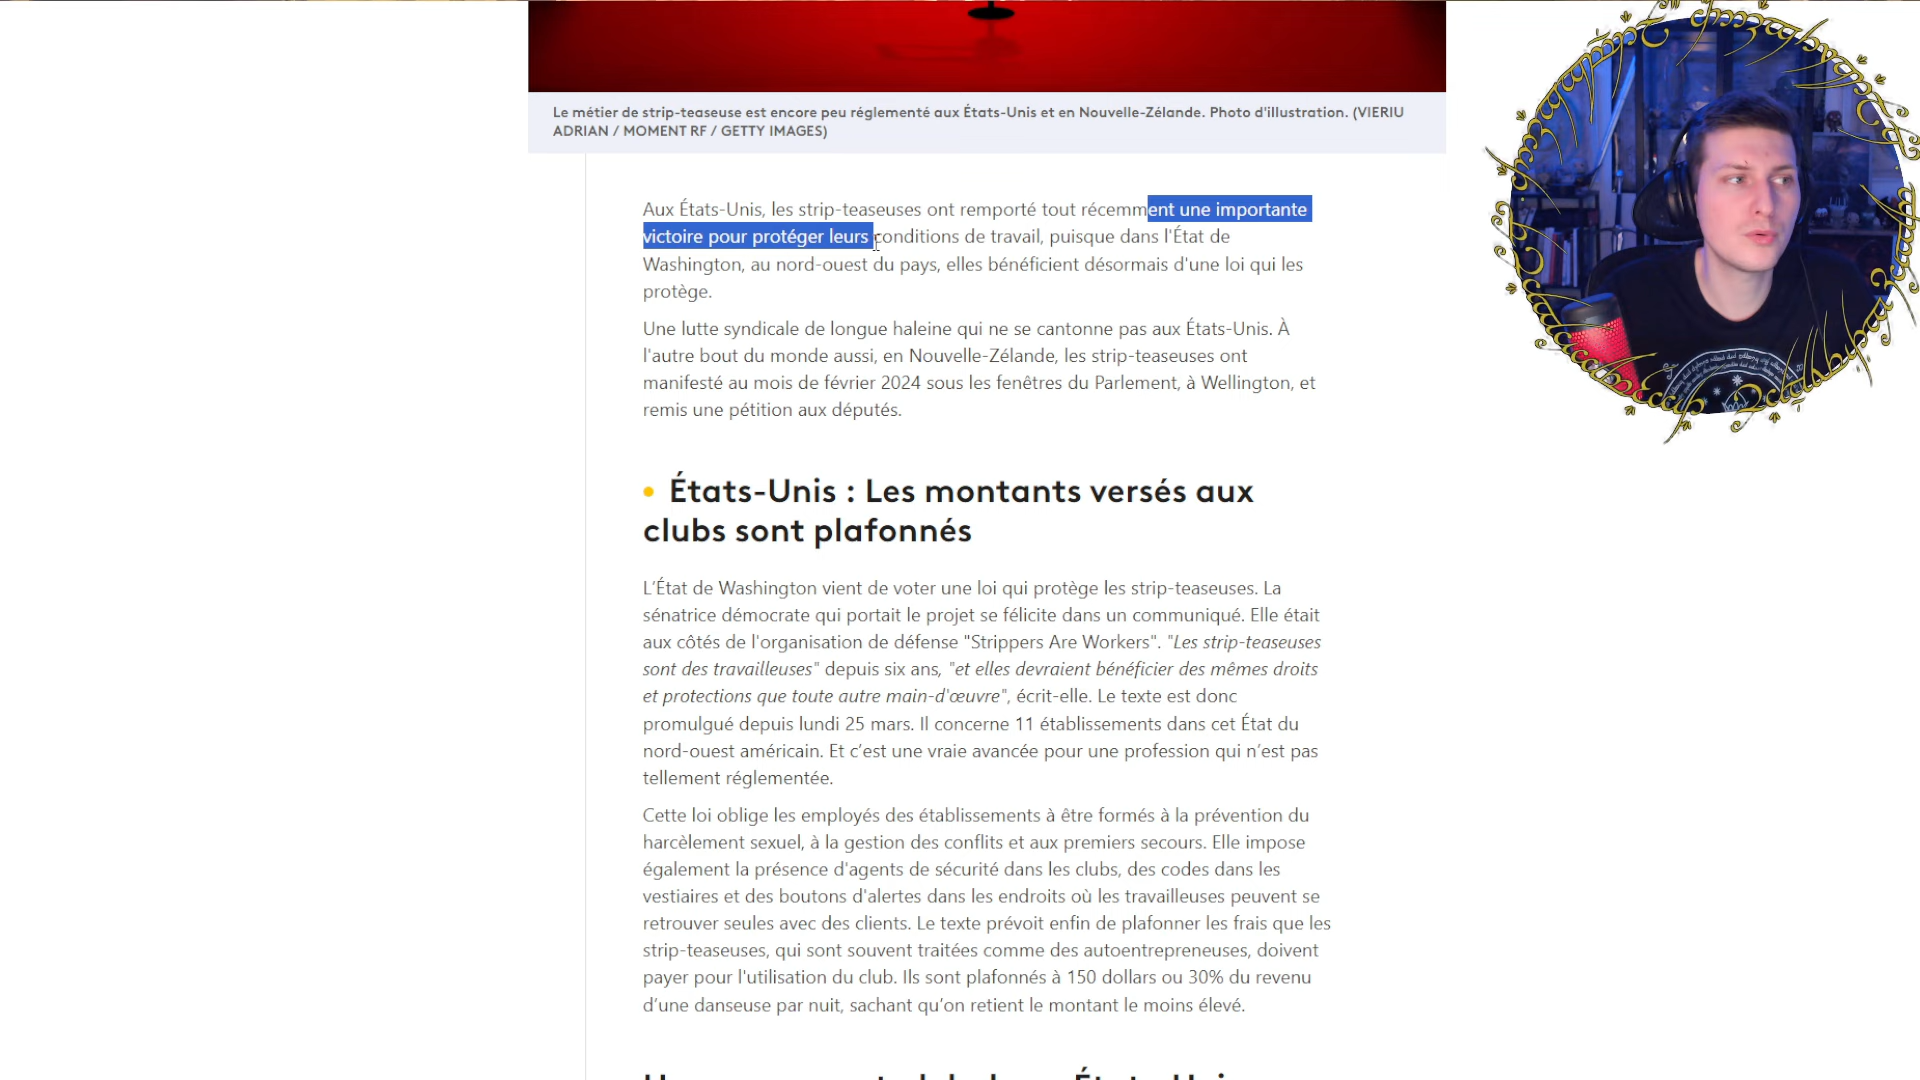 Le métier de strip-teaseuse est encore peu réglementé aux États-Unis et en Nouvelle-Zélande. Photo d'illustration. (VIERIU
ADRIAN / MOMENT RF / GETTY IMAGES)
Aux États-Unis, les strip-teaseuses ont remporté tout récemment une importante
victoire pour protéger leurs conditions de travail, puisque dans l'État de
Washington, au nord-ouest du pays, elles bénéficient désormais d'une loi qui les
protège.
Une lutte syndicale de longue haleine qui ne se cantonne pas aux États-Unis. À
l'autre bout du monde aussi, en Nouvelle-Zélande, les strip-teaseuses ont
manifesté au mois de février 2024 sous les fenêtres du Parlement, à Wellington, et
remis une pétition aux députés.
• États-Unis : Les montants versés aux
clubs sont plafonnés
L’État de Washington vient de voter une loi qui protège les strip-teaseuses. La
sénatrice démocrate qui portait le projet se félicite dans un communiqué. Elle était
aux côtés de l'organisation de défense "Strippers Are Workers". "Les strip-teaseuses
sont des travailleuses" depuis six ans, "et elles devraient bénéficier des mêmes droits
et protections que toute autre main-d'œuvre", écrit-elle. Le texte est donc
promulgué depuis lundi 25 mars. Il concerne 11 établissements dans cet État du
nord-ouest américain. Et c’est une vraie avancée pour une profession qui n’est pas
tellement réglementée.
Cette loi oblige les employés des établissements à être formés à la prévention du
harcèlement sexuel, à la gestion des conflits et aux premiers secours. Elle impose
également la présence d'agents de sécurité dans les clubs, des codes dans les
vestiaires et des boutons d'alertes dans les endroits où les travailleuses peuvent se
retrouver seules avec des clients. Le texte prévoit enfin de plafonner les frais que les
strip-teaseuses, qui sont souvent traitées comme des autoentrepreneuses, doivent
payer pour l'utilisation du club. Ils sont plafonnés à 150 dollars ou 30% du revenu
d’une danseuse par nuit, sachant qu’on retient le montant le moins élevé.